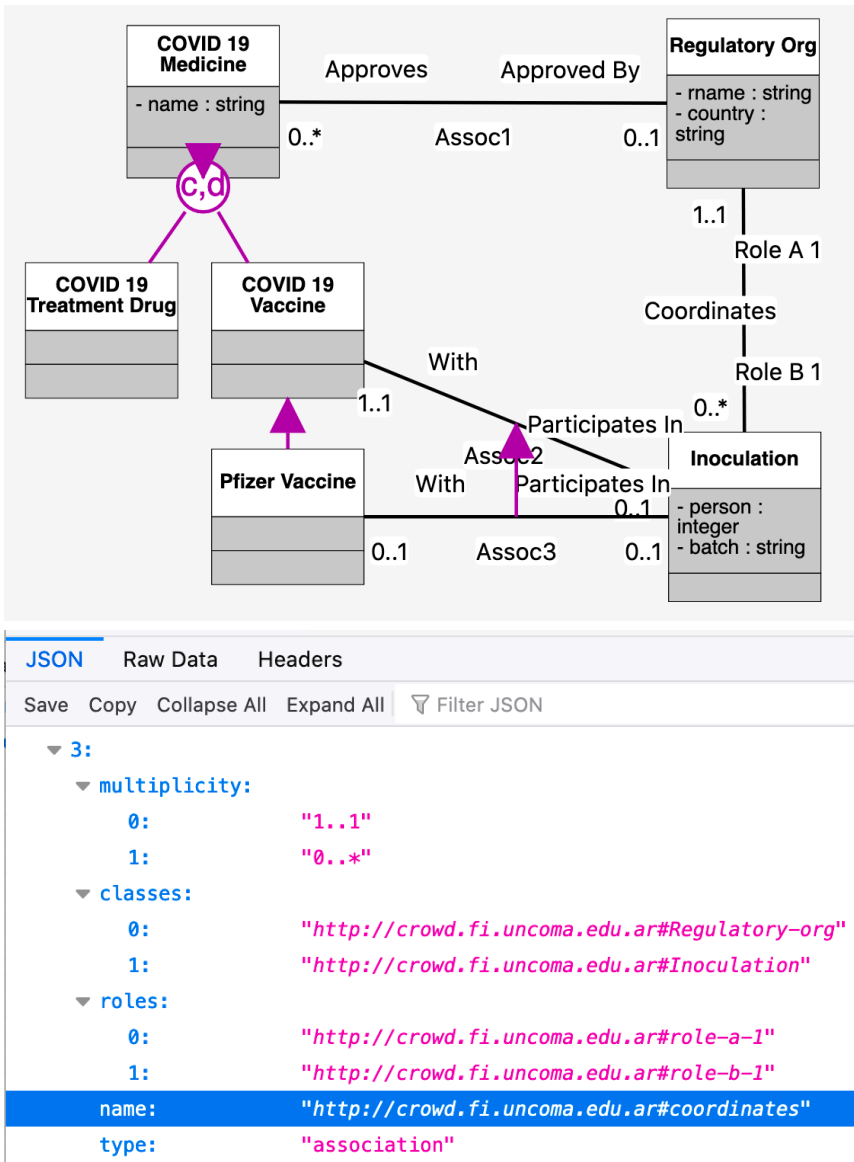 COVID 19
Medicine
- name : string
Approves
Approved By
0..*
Assoc1
0..1
Regulatory Org
- rname : string
- country :
string
c,d
1..1
Role A 1
Coordinates
Role B 1
0..*
COVID 19
Treatment Drug
COVID 19
Vaccine
With
1..1
Participates In
Assoc2
0..1
Pfizer Vaccine
With
Participates In
0..1
Assoc3
0..1
Inoculation
- person :
integer
- batch : string
JSON Raw Data Headers
Save Copy Collapse All Expand All Filter JSON
3:
multiplicity:
0: "1..1"
1: "0..*"
classes:
0: "http://crowd.fi.uncoma.edu.ar#Regulatory-org"
1: "http://crowd.fi.uncoma.edu.ar#Inoculation"
roles:
0: "http://crowd.fi.uncoma.edu.ar#role-a-1"
1: "http://crowd.fi.uncoma.edu.ar#role-b-1"
name: "http://crowd.fi.uncoma.edu.ar#coordinates"
type: "association"